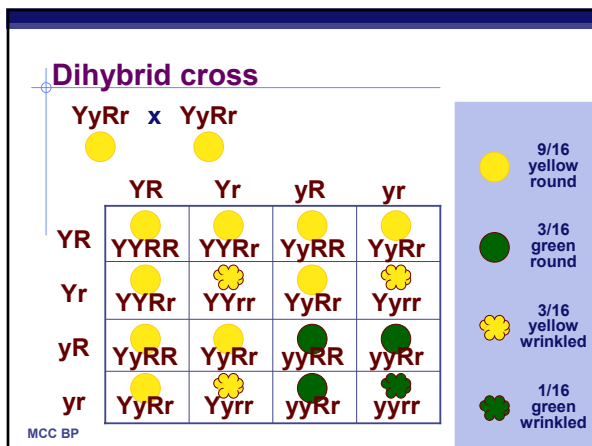 Dihybrid cross
YyRr x YyRr
YR Yr yR yr
YR YYRR YYRr YyRR YyRr
Yr YYRr YYrr YyRr Yyrr
yR YyRR YyRr yyRR yyRr
yr YyRr Yyrr yyRr yyrr
9/16
yellow
round
3/16
green
round
3/16
yellow
wrinkled
1/16
green
wrinkled
MCC BP